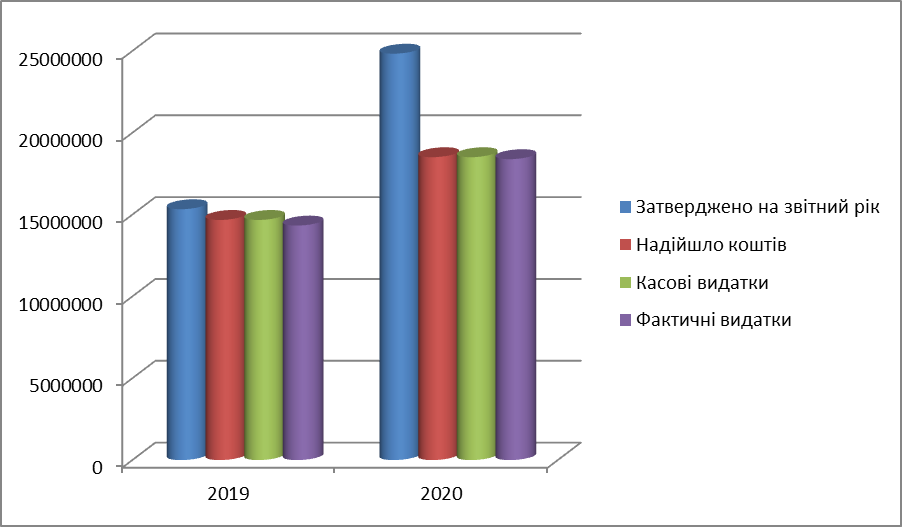 25000000
20000000
15000000
10000000
5000000
0
2019 2020
Затверджено на звітний рік
Надійшло коштів
Касові видатки
Фактичні видатки